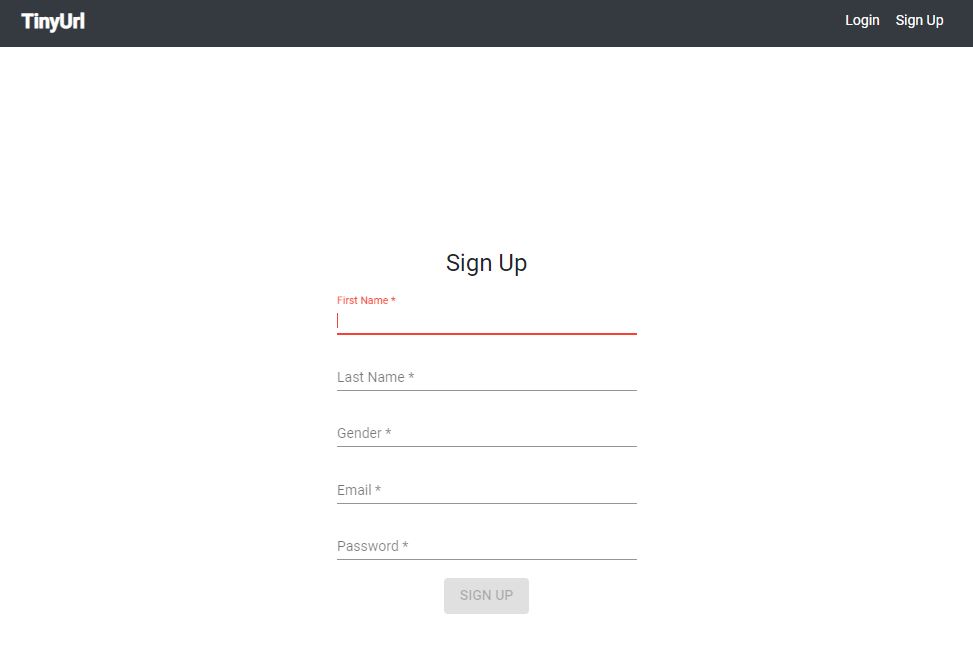 TinyUrl Login Sign Up
Sign Up
First Name *
Last Name *
Gender *
Email *
Password *
SIGN UP